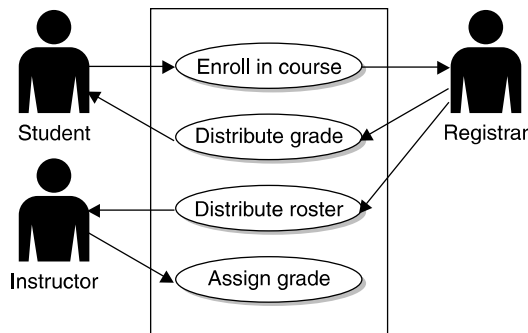 Enroll in course
Student
Distribute grade
Registrar
Distribute roster
Instructor
Assign grade